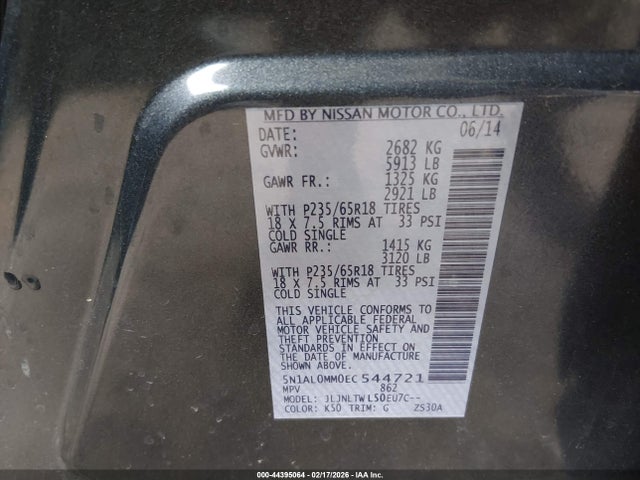 MFD BY NISSAN MOTOR CO., LTD.
DATE: 06/14
GVWR: 2682 KG
5913 LB
GAWR FR.: 1325 KG
2921 LB
WITH P235/65R18 TIRES
18 X 7.5 RIMS AT 33 PSI
COLD SINGLE
GAWR RR.: 1415 KG
3120 LB
WITH P235/65R18 TIRES
18 X 7.5 RIMS AT 33 PSI
COLD SINGLE
THIS VEHICLE CONFORMS TO
ALL APPLICABLE FEDERAL
MOTOR VEHICLE SAFETY AND
THEFT PREVENTION
STANDARDS IN EFFECT ON
THE DATE OF MANUFACTURE
SHOWN ABOVE.
5N1AL0MM0EC544721
MPV 862
MODEL: JLJNLTWL50EU7C--
COLOR: K50 TRIM: G ZS30A
000-44395064 - 02/17/2026 - IAA Inc.